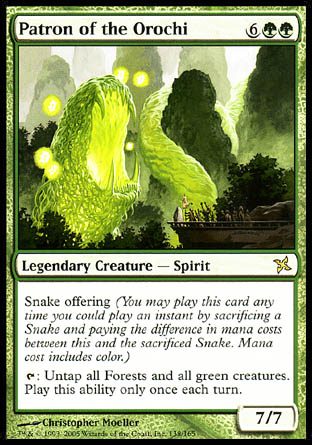 Patron of the Orochi 6
Legendary Creature — Spirit
Snake offering (You may play this card any
time you could play an instant by sacrificing a
Snake and paying the difference in mana costs
between this and the sacrificed Snake. Mana
cost includes color.)
: Untap all Forests and all green creatures.
Play this ability only once each turn.
Christopher Moeller
7/7
™ & © 1993–2005 Wizards of the Coast, Inc. 138/165